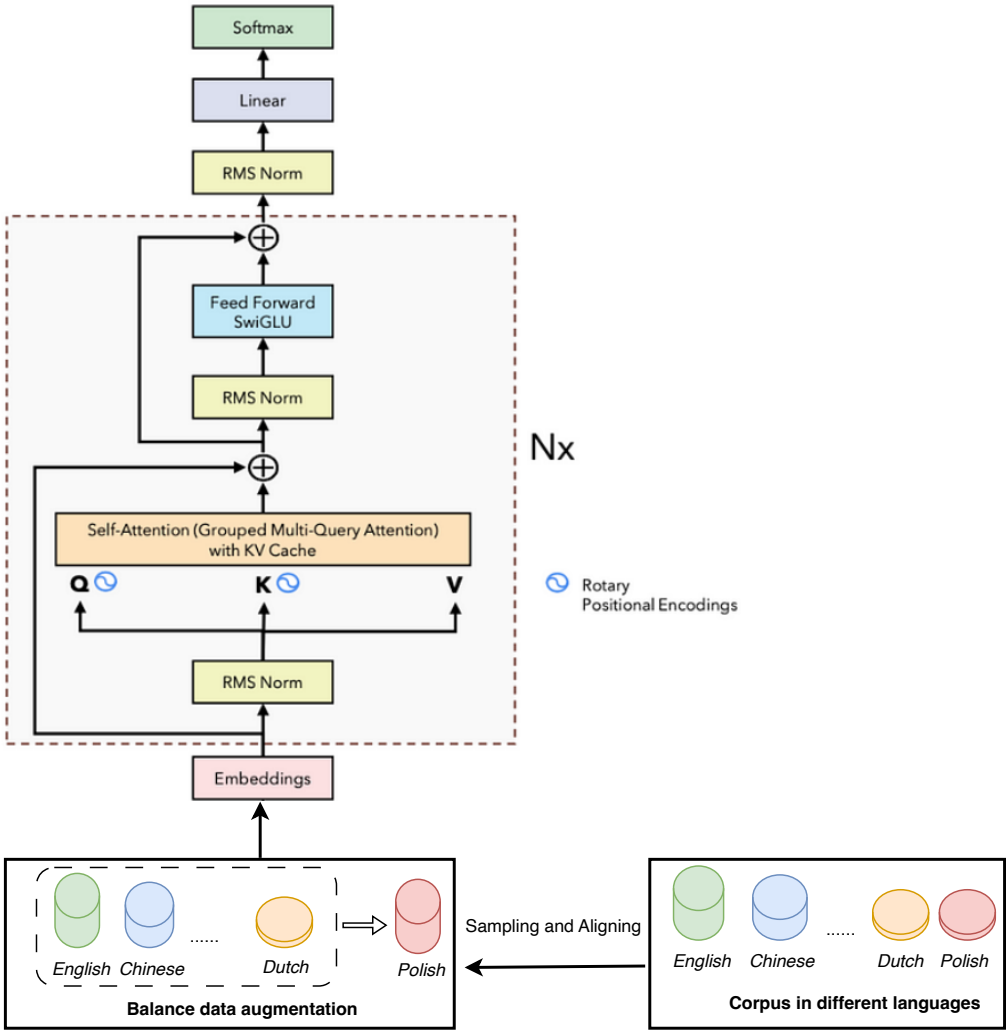 Softmax
Linear
RMS Norm
Feed Forward
SwiGLU
RMS Norm
Nx
Self-Attention (Grouped Multi-Query Attention)
with KV Cache
Q K V
Rotary
Positional Encodings
RMS Norm
Embeddings
English Chinese ...... Dutch Polish
Balance data augmentation
Sampling and Aligning
English Chinese ...... Dutch Polish
Corpus in different languages